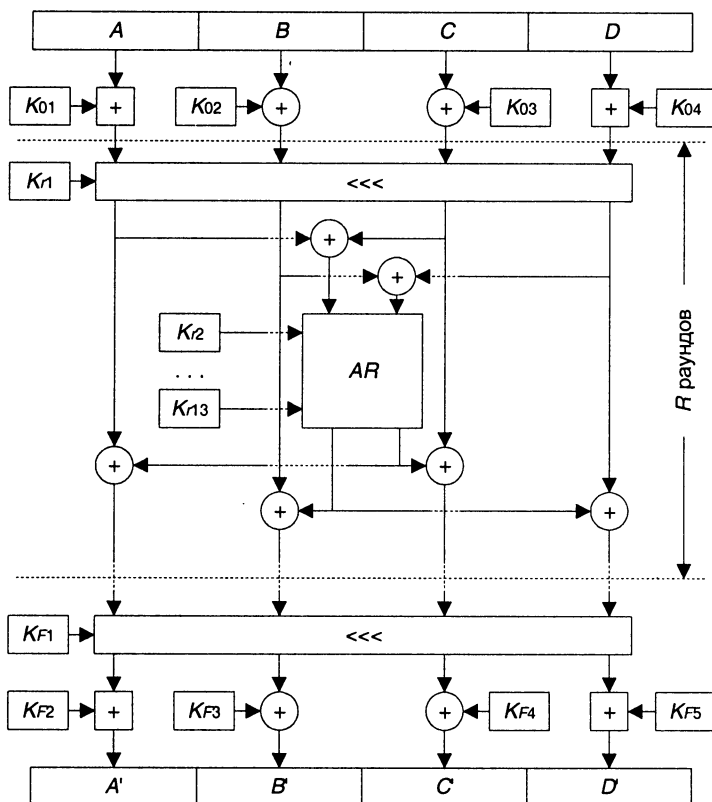 A B C D
K01 + K02 + + K03 + K04
Kr1 <<<
+
+
Kr2
AR
. . .
Kr13
R раундов
+ +
+ +
KF1 <<<
KF2 + KF3 + + KF4 + KF5
A' B' C' D'